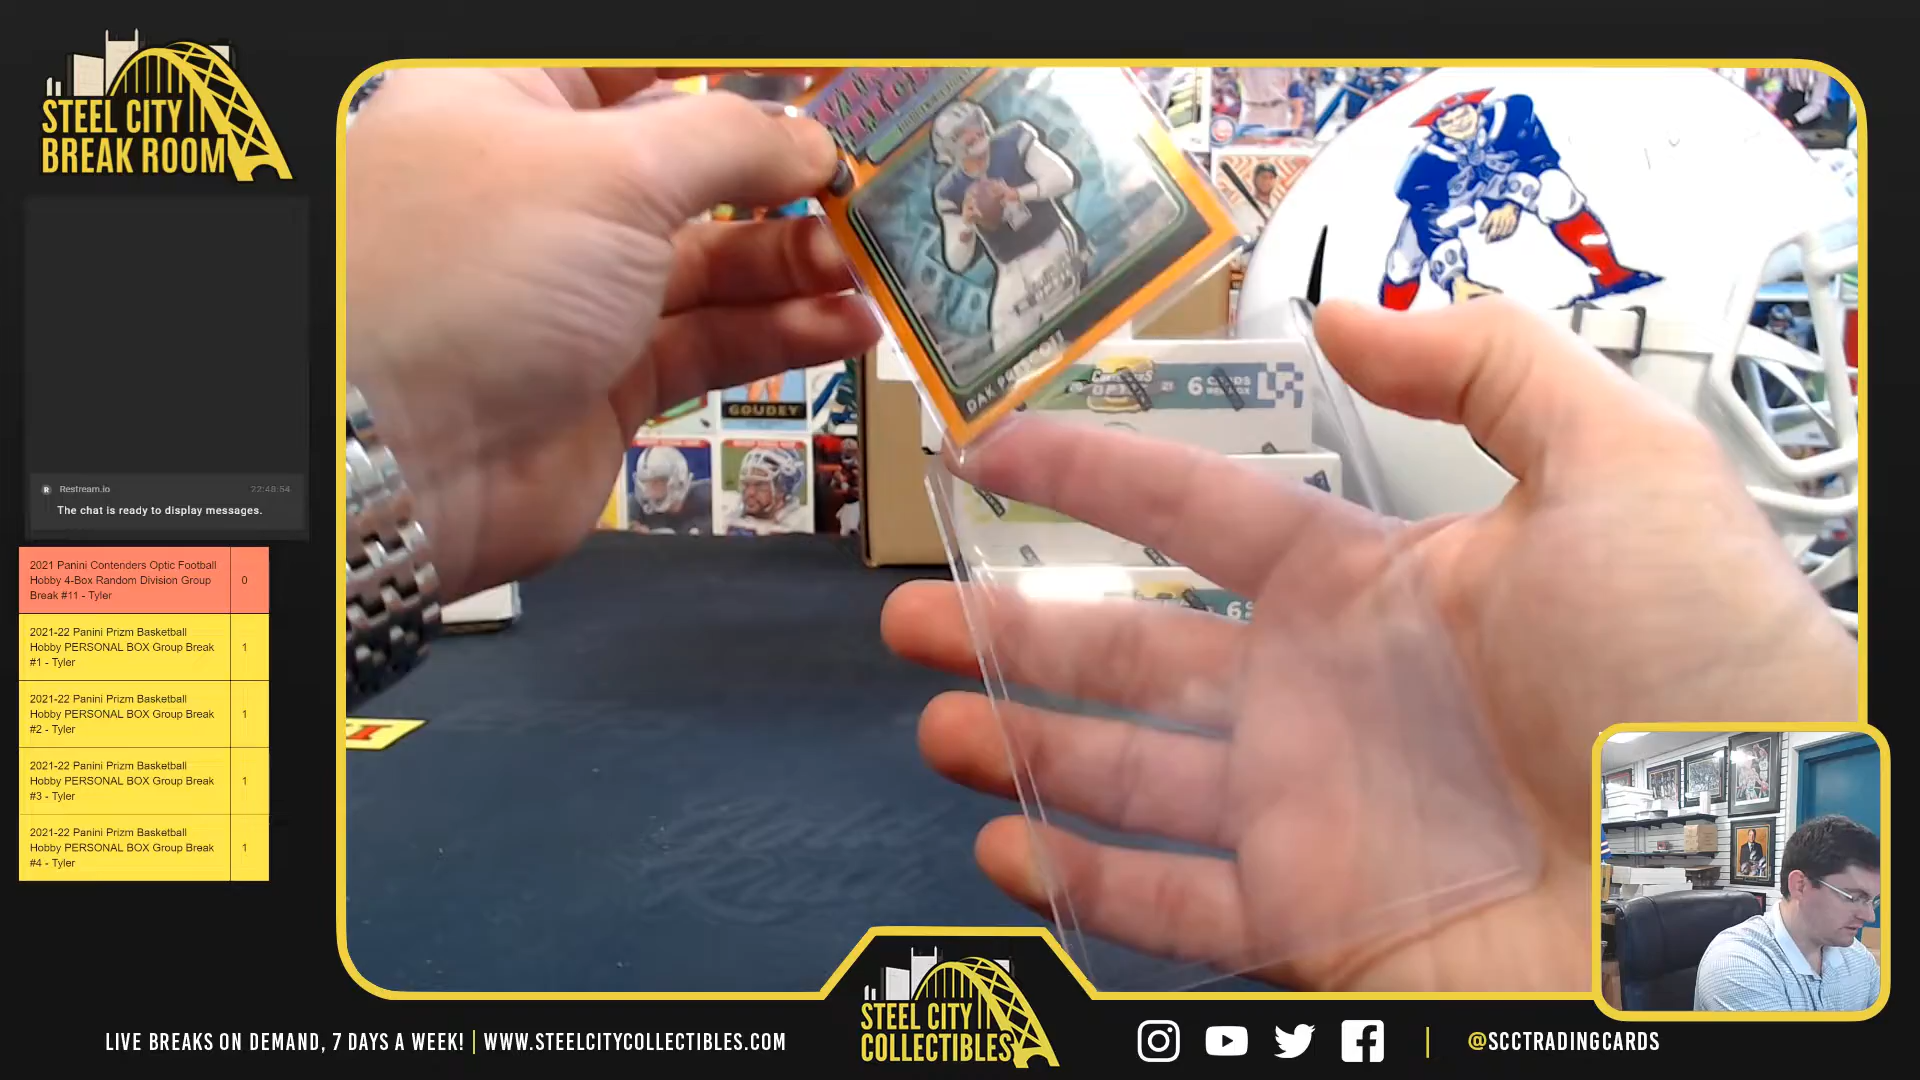 STEEL CITY
BREAK ROOM
Restream.io
22:48:54
The chat is ready to display messages.
2021 Panini Contenders Optic Football
Hobby 4-Box Random Division Group
Break #11 - Tyler
0
2021-22 Panini Prizm Basketball
Hobby PERSONAL BOX Group Break
#1 - Tyler
1
2021-22 Panini Prizm Basketball
Hobby PERSONAL BOX Group Break
#2 - Tyler
1
2021-22 Panini Prizm Basketball
Hobby PERSONAL BOX Group Break
#3 - Tyler
1
2021-22 Panini Prizm Basketball
Hobby PERSONAL BOX Group Break
#4 - Tyler
1
DAK PRESCOTT
GOUDEY
OPTIC
6 CARDS
6
STEEL CITY
COLLECTIBLES
LIVE BREAKS ON DEMAND, 7 DAYS A WEEK! | WWW.STEELCITYCOLLECTIBLES.COM
@SCCTRADINGCARDS